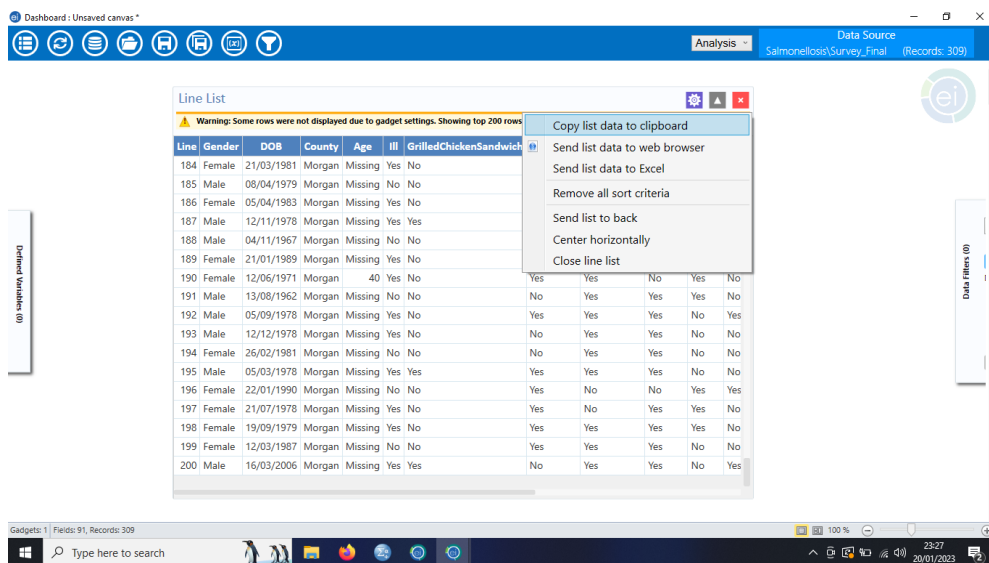 Dashboard : Unsaved canvas *
Analysis
Data Source
Salmonellosis\Survey_Final (Records: 309)
ei
Line List
Warning: Some rows were not displayed due to gadget settings. Showing top 200 rows
Copy list data to clipboard
Send list data to web browser
Send list data to Excel
Remove all sort criteria
Send list to back
Center horizontally
Close line list
Line Gender DOB County Age Ill GrilledChickenSandwich
184 Female 21/03/1981 Morgan Missing Yes No
185 Male 08/04/1979 Morgan Missing No No
186 Female 05/04/1983 Morgan Missing Yes No
187 Male 12/11/1978 Morgan Missing Yes Yes
188 Male 04/11/1967 Morgan Missing No No
189 Female 21/01/1989 Morgan Missing Yes No
190 Female 12/06/1971 Morgan 40 Yes No Yes Yes No Yes No
191 Male 13/08/1962 Morgan Missing No No No Yes Yes Yes No
192 Male 05/09/1978 Morgan Missing Yes No Yes Yes Yes No Yes
193 Male 12/12/1978 Morgan Missing Yes No No Yes Yes No No
194 Female 26/02/1981 Morgan Missing No No No Yes Yes No No
195 Male 05/03/1978 Morgan Missing Yes Yes Yes Yes Yes No No
196 Female 22/01/1990 Morgan Missing No No Yes No No Yes Yes
197 Female 21/07/1978 Morgan Missing Yes No Yes No Yes Yes No
198 Female 19/09/1979 Morgan Missing Yes No Yes Yes Yes Yes No
199 Female 12/03/1987 Morgan Missing No No Yes Yes Yes No No
200 Male 16/03/2006 Morgan Missing Yes Yes No Yes Yes No Yes
Defined Variables (0)
Data Filters (0)
Gadgets: 1 Fields: 91, Records: 309
100 %
Type here to search
23:27
20/01/2023
2